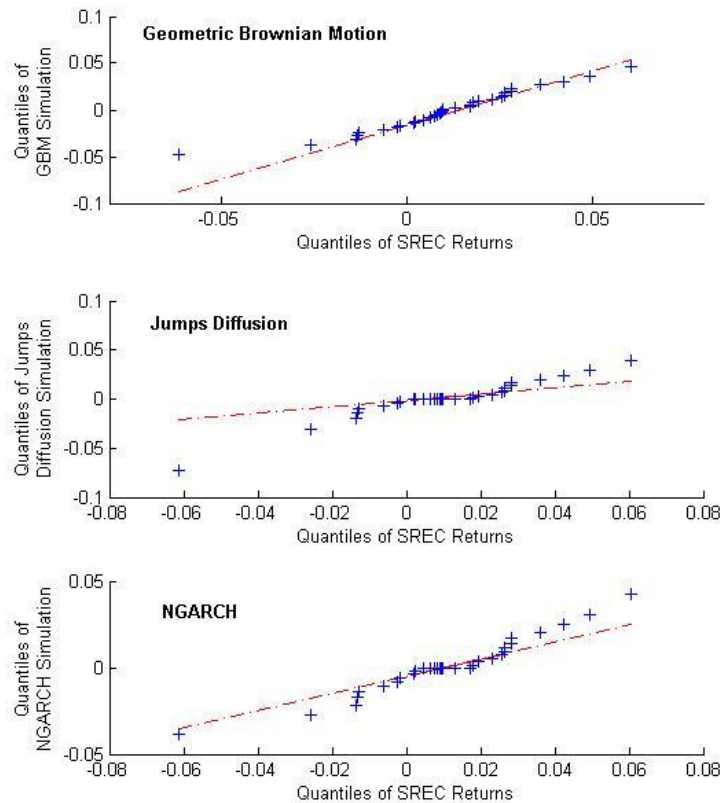 Geometric Brownian Motion
Quantiles of
GBM Simulation
0.1
0.05
0
-0.05
-0.1
-0.05
0
0.05
Quantiles of SREC Returns
Jumps Diffusion
Quantiles of Jumps
Diffusion Simulation
0.1
0.05
0
-0.05
-0.1
-0.08
-0.06
-0.04
-0.02
0
0.02
0.04
0.06
0.08
Quantiles of SREC Returns
NGARCH
Quantiles of
NGARCH Simulation
0.05
0
-0.05
-0.08
-0.06
-0.04
-0.02
0
0.02
0.04
0.06
0.08
Quantiles of SREC Returns